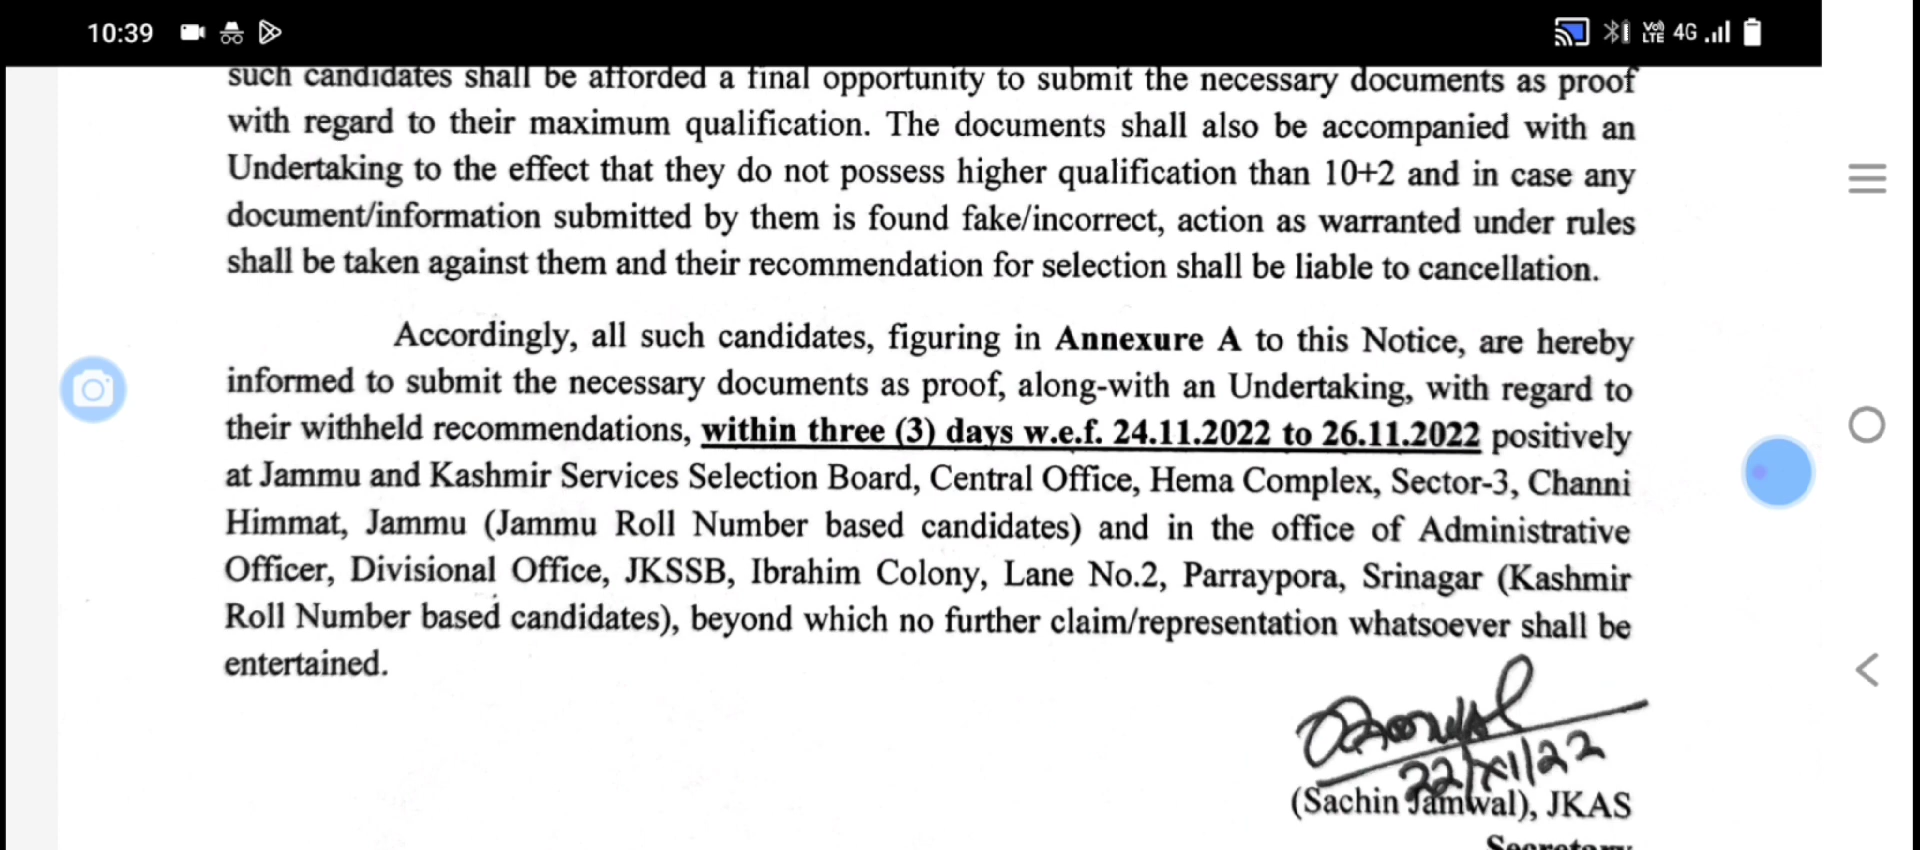 10:39
Vo)) LTE 4G
such candidates shall be afforded a final opportunity to submit the necessary documents as proof
with regard to their maximum qualification. The documents shall also be accompanied with an
Undertaking to the effect that they do not possess higher qualification than 10+2 and in case any
document/information submitted by them is found fake/incorrect, action as warranted under rules
shall be taken against them and their recommendation for selection shall be liable to cancellation.
Accordingly, all such candidates, figuring in Annexure A to this Notice, are hereby
informed to submit the necessary documents as proof, along-with an Undertaking, with regard to
their withheld recommendations, within three (3) days w.e.f. 24.11.2022 to 26.11.2022 positively
at Jammu and Kashmir Services Selection Board, Central Office, Hema Complex, Sector-3, Channi
Himmat, Jammu (Jammu Roll Number based candidates) and in the office of Administrative
Officer, Divisional Office, JKSSB, Ibrahim Colony, Lane No.2, Parraypora, Srinagar (Kashmir
Roll Number based candidates), beyond which no further claim/representation whatsoever shall be
entertained.
22/XI/22
(Sachin Jamwal), JKAS
Secretary